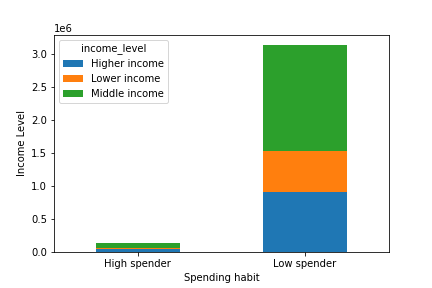 1e6
income_level
Higher income
Lower income
Middle income
3.0
2.5
2.0
1.5
1.0
0.5
0.0
Income Level
High spender
Low spender
Spending habit